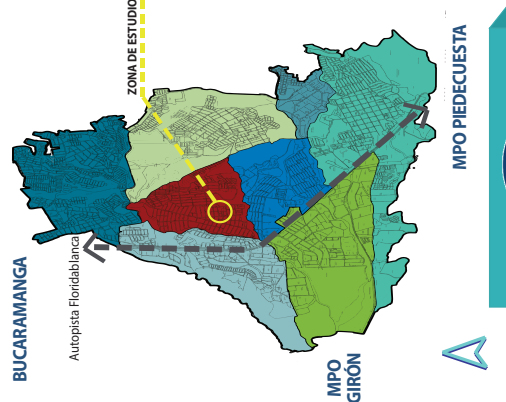 BUCARAMANGA
Autopista Floridablanca
ZONA DE ESTUDIO
MPO
GIRÓN
MPO PIEDECUESTA